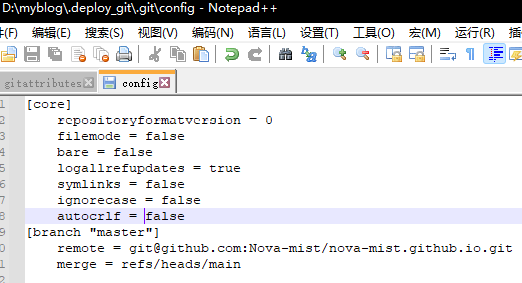 D:\myblog\.deploy_git\.git\config - Notepad++
编辑(E) 搜索(S) 视图(V) 编码(N) 语言(L) 设置(T) 工具(O) 宏(M) 运行(R)
gitattributes config
1 [core]
2 repositoryformatversion = 0
3 filemode = false
4 bare = false
5 logallrefupdates = true
6 symlinks = false
7 ignorecase = false
8 autocrlf = false
9 [branch "master"]
0 remote = git@github.com:Nova-mist/nova-mist.github.io.git
1 merge = refs/heads/main
2